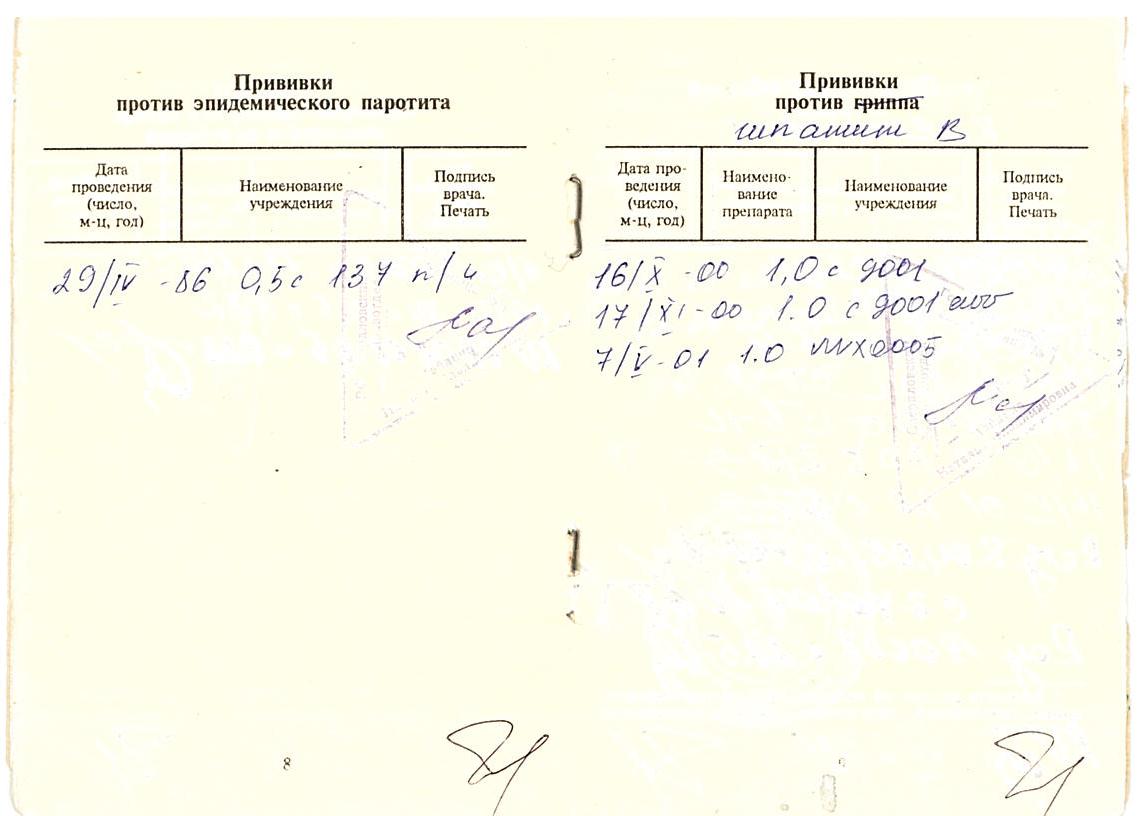 Прививки
против эпидемического паротита
Дата
проведения
(число,
м-ц, год)
Наименование
учреждения
Подпись
врача.
Печать
29/IV -86 0,5 с 137 п/к
8
Прививки
против гриппа
гепатит В
Дата про-
ведения
(число,
м-ц, год)
Наимено-
вание
препарата
Наименование
учреждения
Подпись
врача.
Печать
16/X -00 1,0 с 9001
17/XI -00 1.0 с 9001
7/V -01 1.0